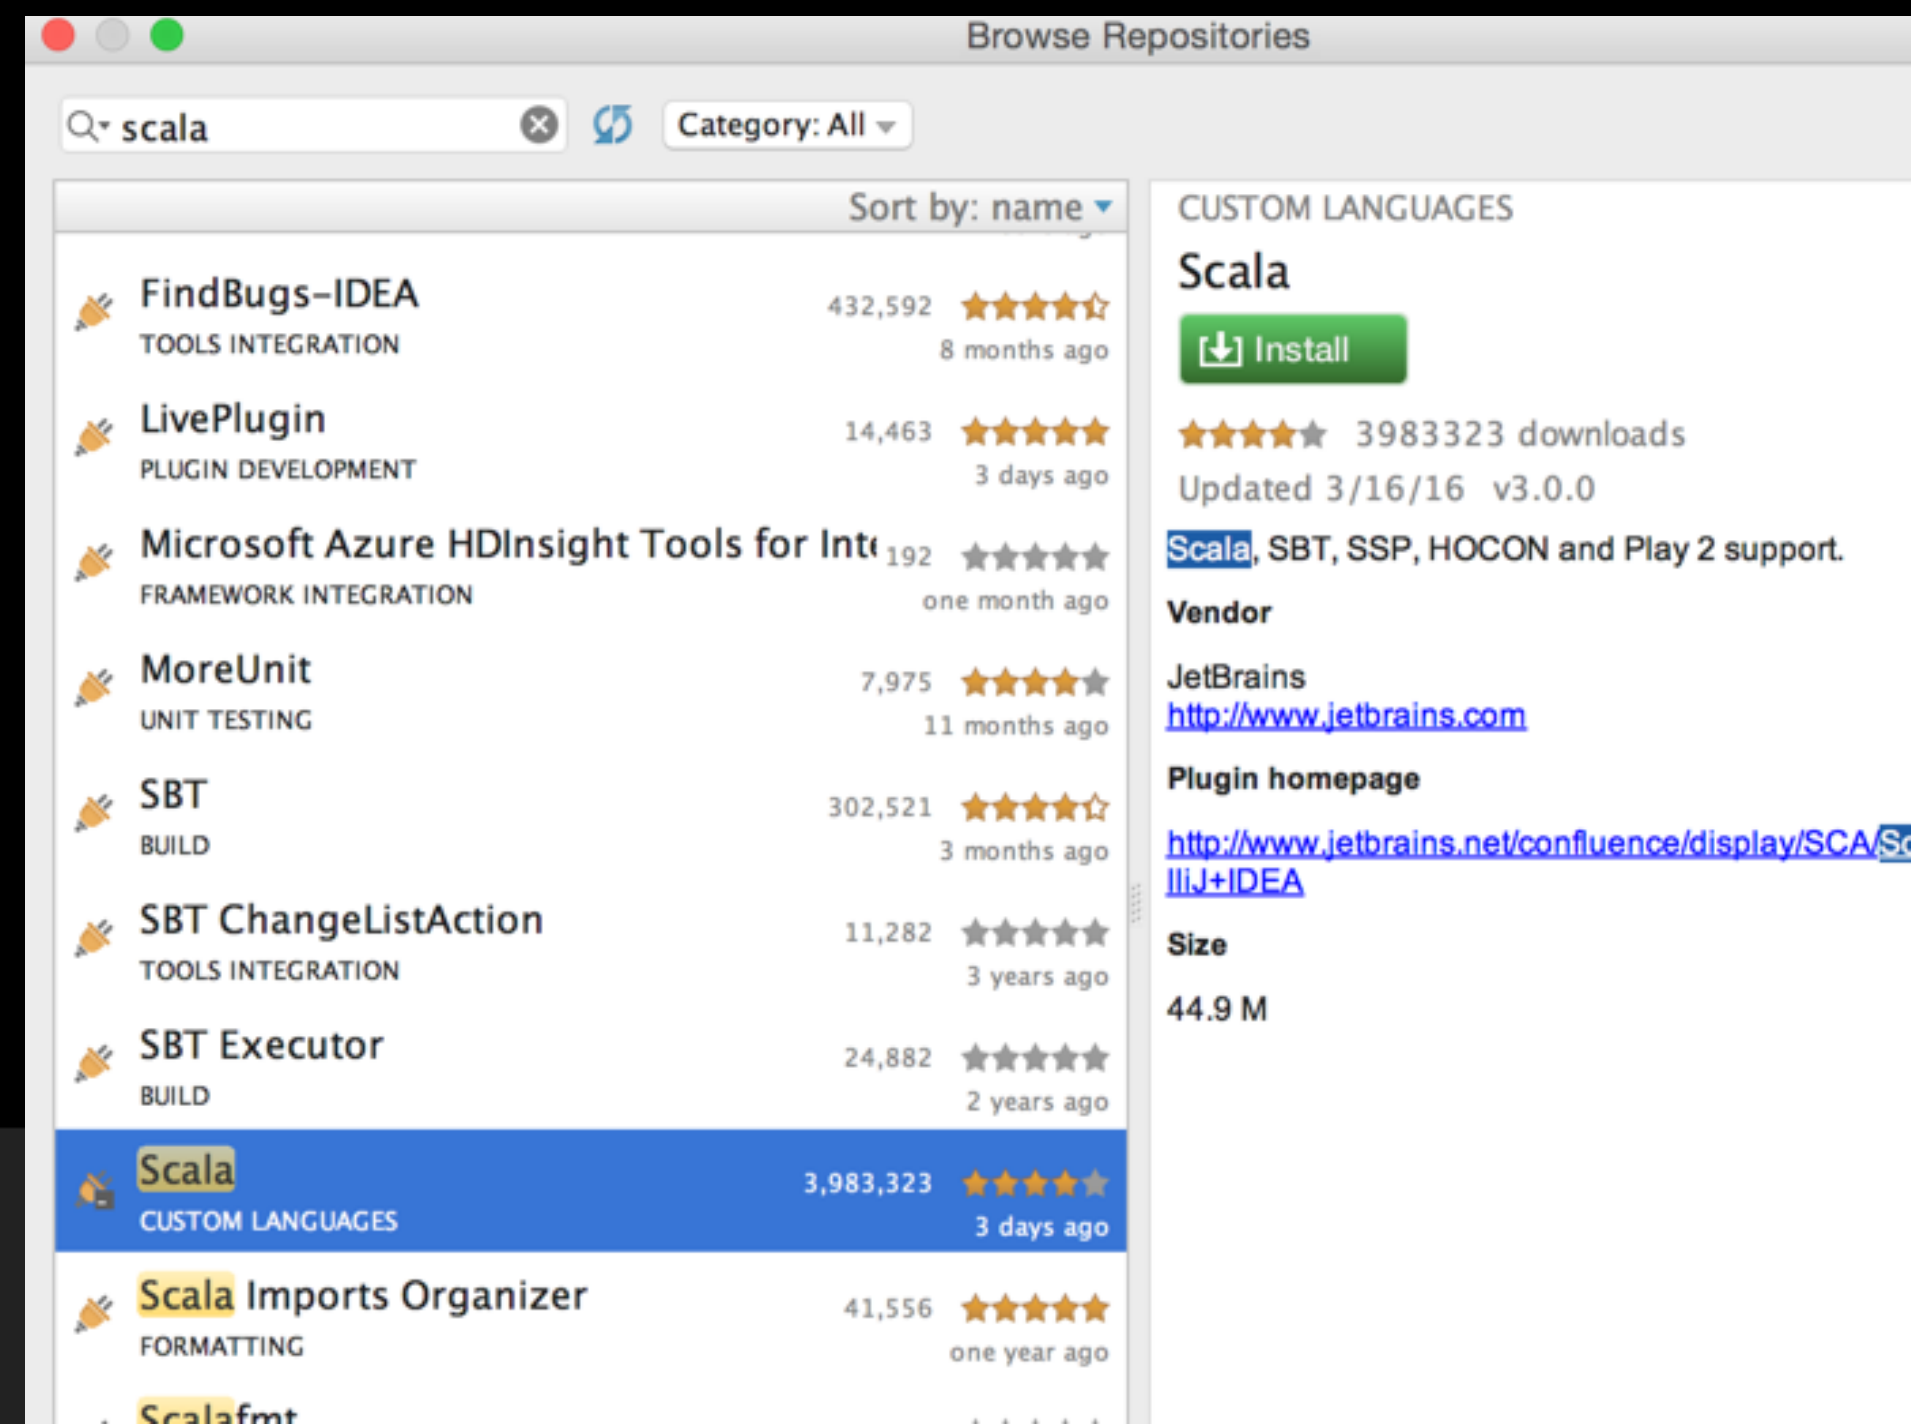 Browse Repositories
scala
Category: All
Sort by: name
FindBugs-IDEA
432,592
TOOLS INTEGRATION
8 months ago
LivePlugin
14,463
PLUGIN DEVELOPMENT
3 days ago
Microsoft Azure HDInsight Tools for Inte
192
FRAMEWORK INTEGRATION
one month ago
MoreUnit
7,975
UNIT TESTING
11 months ago
SBT
302,521
BUILD
3 months ago
SBT ChangeListAction
11,282
TOOLS INTEGRATION
3 years ago
SBT Executor
24,882
BUILD
2 years ago
Scala
3,983,323
CUSTOM LANGUAGES
3 days ago
Scala Imports Organizer
41,556
FORMATTING
one year ago
Scalafmt
CUSTOM LANGUAGES
Scala
Install
3983323 downloads
Updated 3/16/16 v3.0.0
Scala, SBT, SSP, HOCON and Play 2 support.
Vendor
JetBrains
http://www.jetbrains.com
Plugin homepage
http://www.jetbrains.net/confluence/display/SCA/Sc
lliJ+IDEA
Size
44.9 M